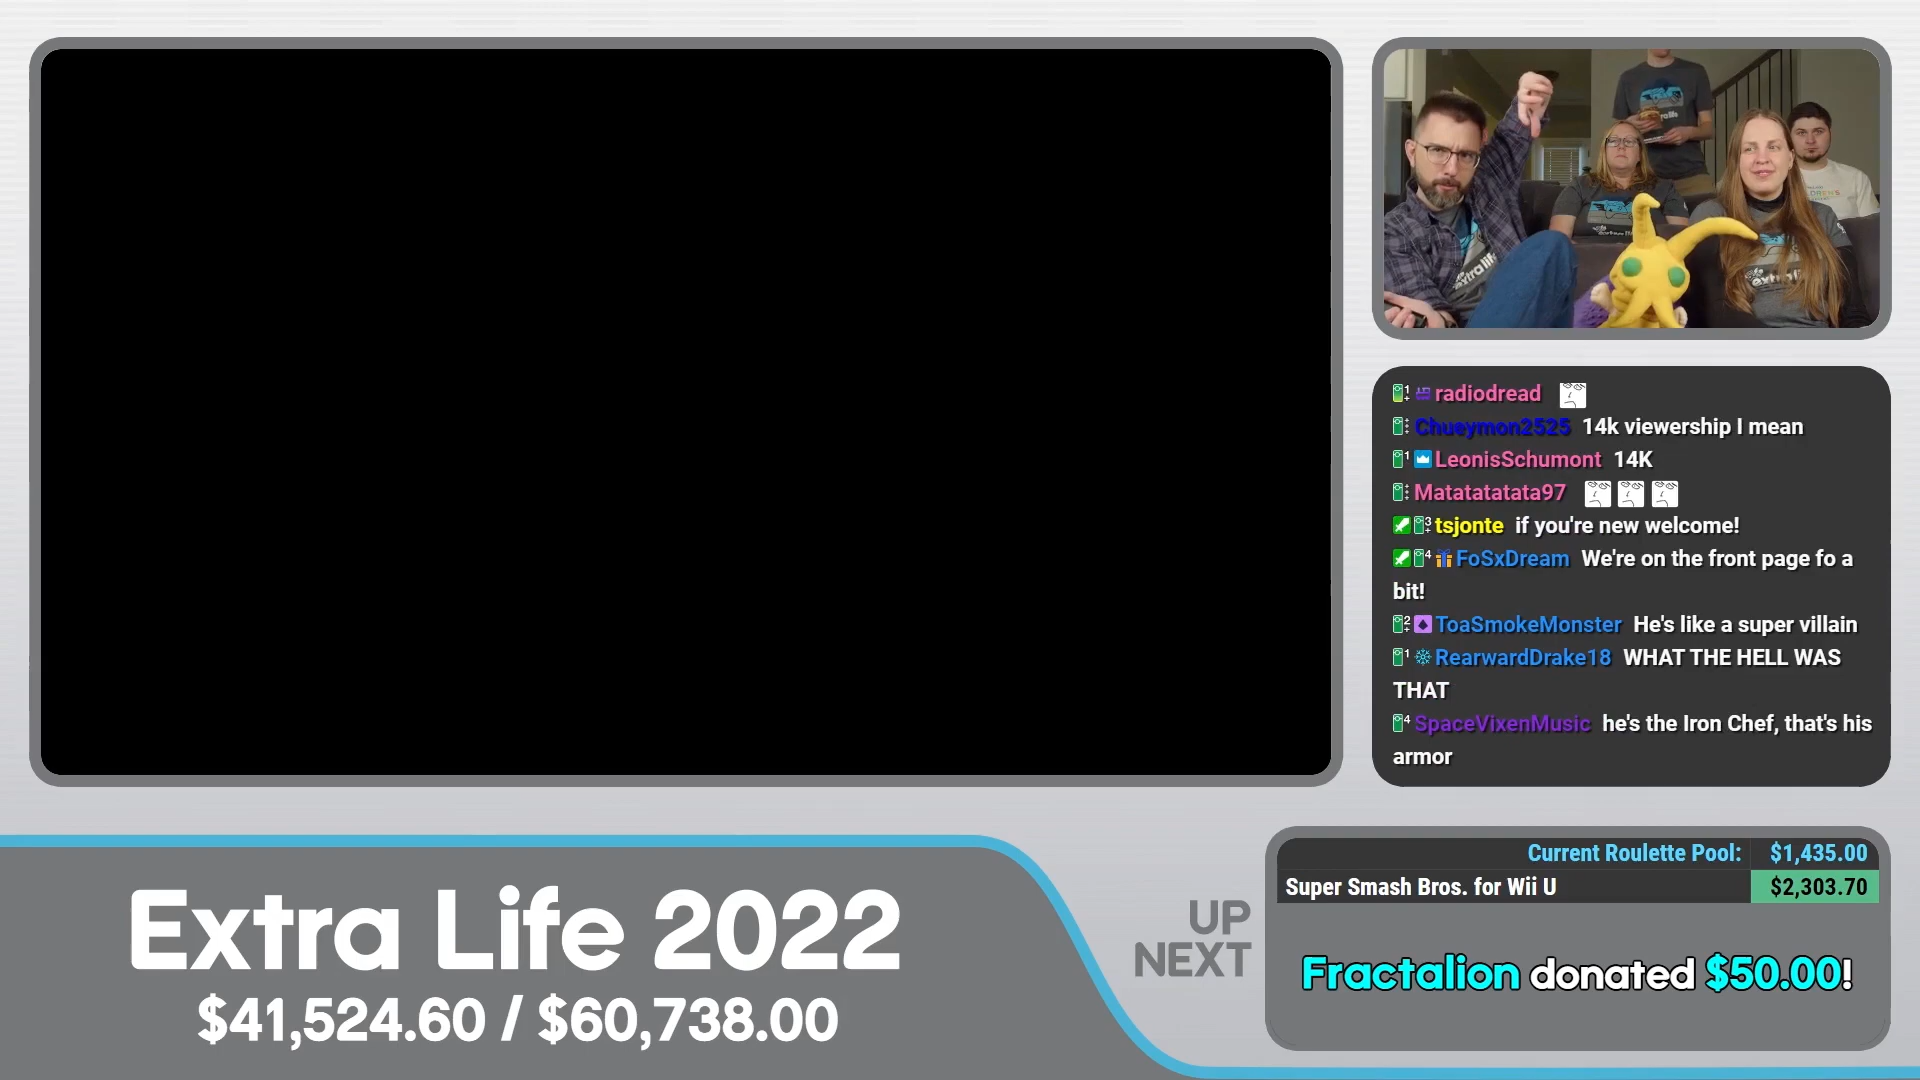 radiodread
Chueymon2525 14k viewership I mean
LeonisSchumont 14K
Matatatatata97
tsjonte if you're new welcome!
FoSxDream We're on the front page fo a
bit!
ToaSmokeMonster He's like a super villain
RearwardDrake18 WHAT THE HELL WAS
THAT
SpaceVixenMusic he's the Iron Chef, that's his
armor
extra life
Extra Life 2022
$41,524.60 / $60,738.00
UP
NEXT
Current Roulette Pool: $1,435.00
Super Smash Bros. for Wii U $2,303.70
Fractalion donated $50.00!